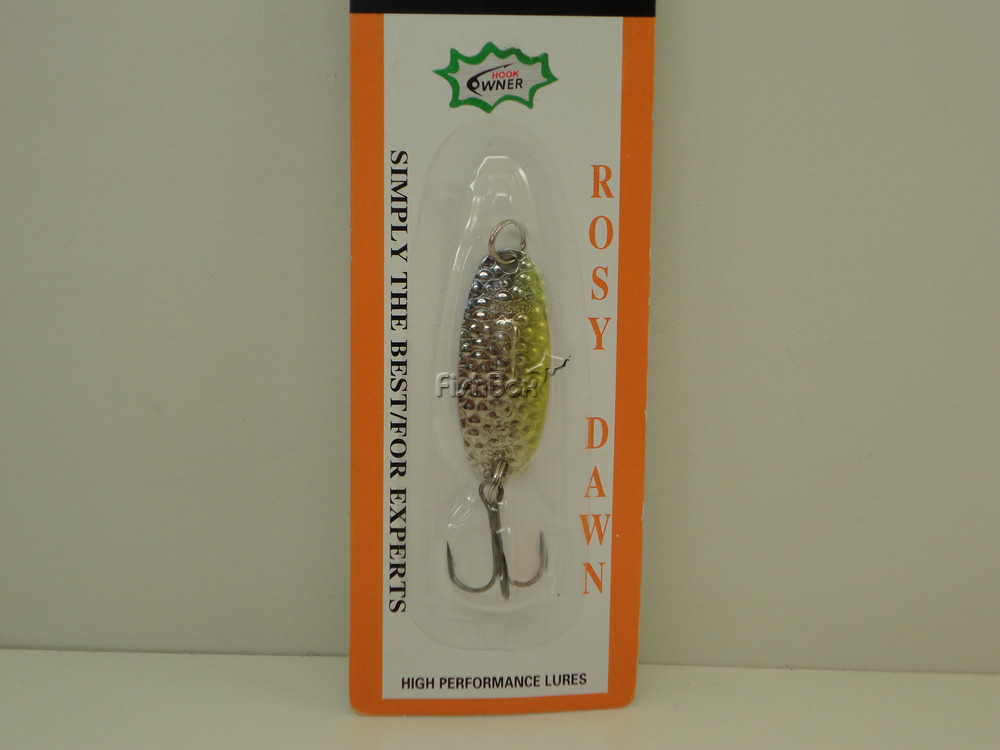 HOOK
OWNER
SIMPLY THE BEST/FOR EXPERTS
ROSY DAWN
FishBox
HIGH PERFORMANCE LURES